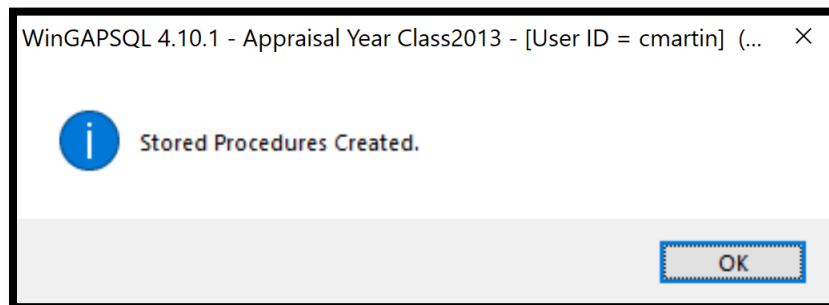 WinGAPSQL 4.10.1 - Appraisal Year Class2013 - [User ID = cmartin]  (...
Stored Procedures Created.
OK